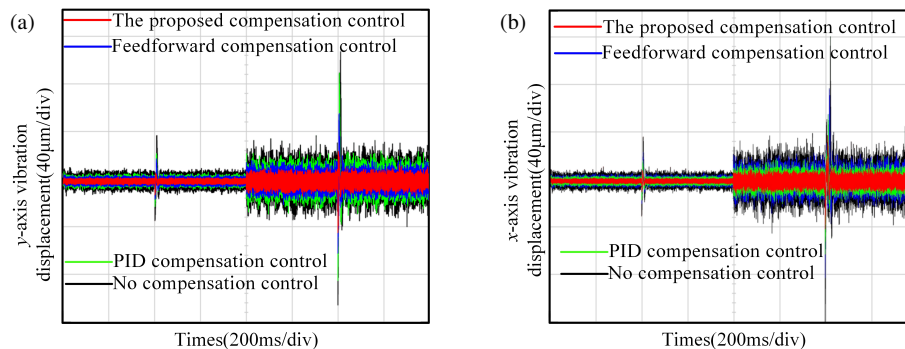 (a)
The proposed compensation control
Feedforward compensation control
y-axis vibration
displacement(40μm/div)
PID compensation control
No compensation control
Times(200ms/div)
(b)
The proposed compensation control
Feedforward compensation control
x-axis vibration
displacement(40μm/div)
PID compensation control
No compensation control
Times(200ms/div)